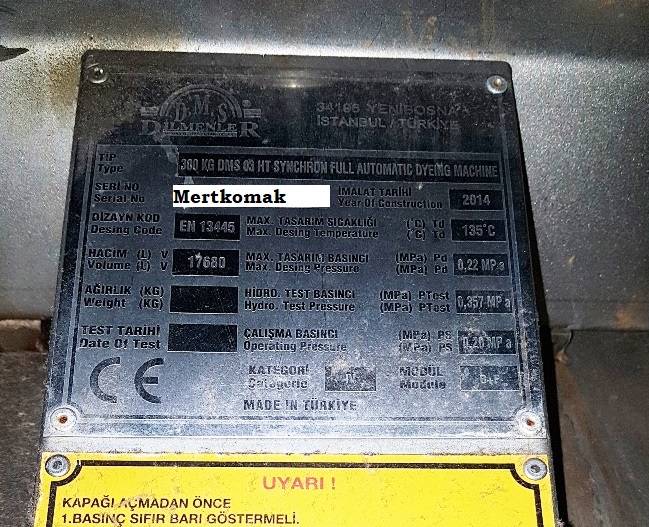 D.M.S
DİLMENLER
34196 YENİBOSNA
İSTANBUL / TÜRKİYE
TİP
Type
DMS 03 HT SYNCHRON FULL AUTOMATIC DYEING MACHINE
SERİ NO
Serial No
Mertkomak
İMALAT TARİHİ
Year Of Construction
2014
DİZAYN KOD
Desing Code
EN 13445
MAX. TASARIM SICAKLIĞI (°C) Td
Max. Desing Temperature (°C) Td
135°C
HACİM (L) V
Volume (L) V
17680
MAX. TASARIM BASINCI (MPa) Pd
Max. Desing Pressure (MPa) Pd
0,22 MPa
AĞIRLIK (KG)
Weight (KG)
HİDRO. TEST BASINCI (MPa) PTest
Hydro. Test Pressure (MPa) PTest
0,357 MPa
TEST TARİHİ
Date Of Test
ÇALIŞMA BASINCI (MPa) PS
Operating Pressure (MPa) PS
0,20 MPa
CE
KATEGORİ
Categorie
MODÜL
Module
MADE IN TÜRKİYE
UYARI !
KAPAĞI AÇMADAN ÖNCE
1.BASINÇ SIFIR BARI GÖSTERMELİ.